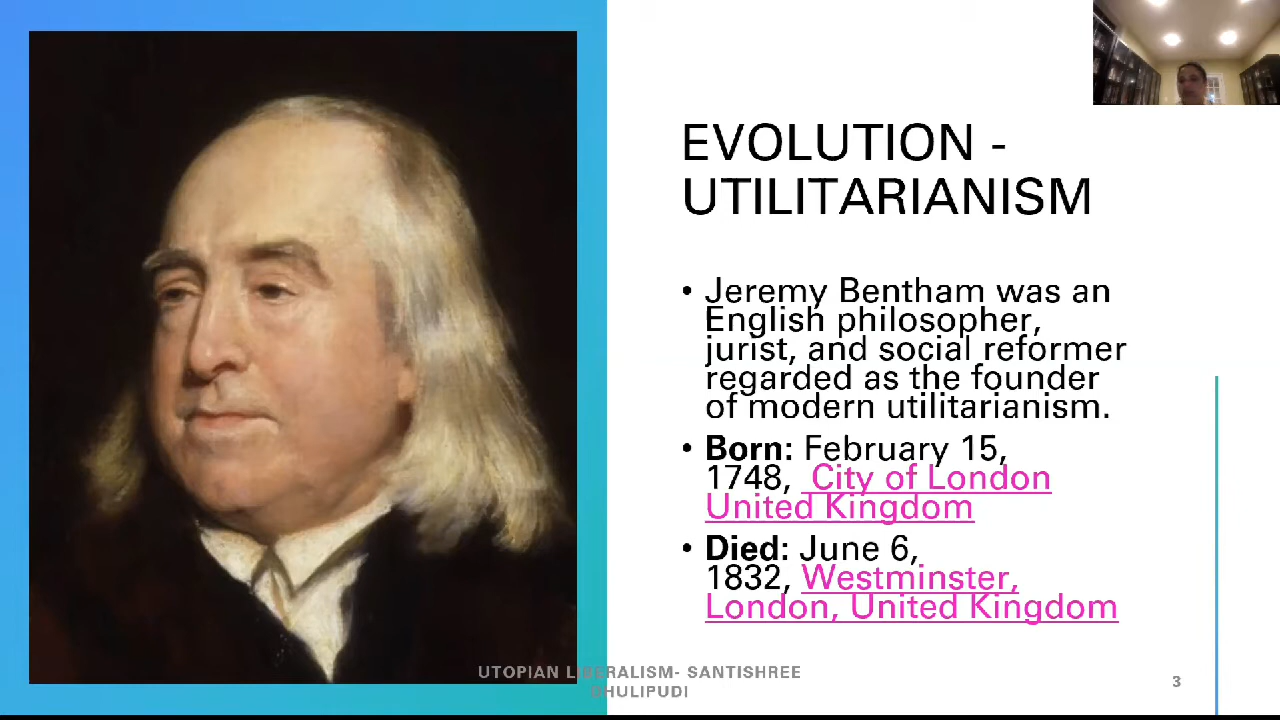 EVOLUTION -
UTILITARIANISM
• Jeremy Bentham was an
English philosopher,
jurist, and social reformer
regarded as the founder
of modern utilitarianism.
• Born: February 15,
1748, City of London
United Kingdom
• Died: June 6,
1832, Westminster,
London, United Kingdom
UTOPIAN LIBERALISM- SANTISHREE
DHULIPUDI
3